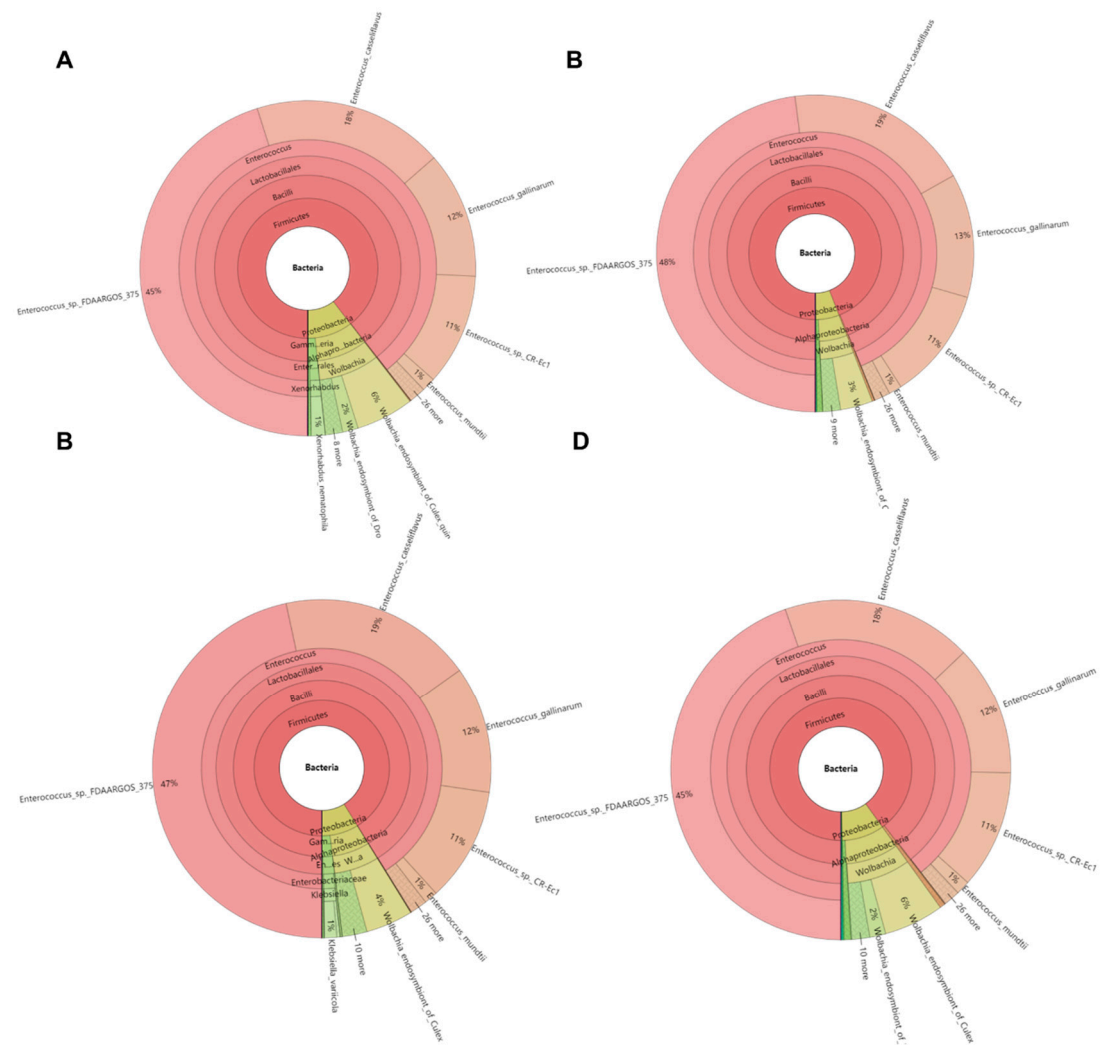 A
Enterococcus_casseliflavus
18%
Enterococcus
Lactobacillales
Bacilli
Firmicutes
Bacteria
12%
Enterococcus_gallinarum
Enterococcus_sp._FDAARGOS_375
45%
11%
Enterococcus_sp._CR-Ec1
Proteobacteria
Gamm...eria
Alphapro...bacteria
Enter...rales
Wolbachia
Xenorhabdus
1%
Enterococcus_mundtii
26 more
6%
Wolbachia_endosymbiont_of_Culex_quin
2%
Wolbachia_endosymbiont_of_Dro
8 more
1%
Xenorhabdus_nematophila
B
Enterococcus_casseliflavus
19%
Enterococcus
Lactobacillales
Bacilli
Firmicutes
Bacteria
13%
Enterococcus_gallinarum
Enterococcus_sp._FDAARGOS_375
48%
11%
Enterococcus_sp._CR-Ec1
Proteobacteria
Alphaproteobacteria
Wolbachia
1%
Enterococcus_mundtii
26 more
3%
Wolbachia_endosymbiont_of_C
9 more
B
Enterococcus_casseliflavus
19%
Enterococcus
Lactobacillales
Bacilli
Firmicutes
Bacteria
12%
Enterococcus_gallinarum
Enterococcus_sp._FDAARGOS_375
47%
11%
Enterococcus_sp._CR-Ec1
Proteobacteria
Gam...ria
Alphaproteobacteria
En...es
W...a
Enterobacteriaceae
Klebsiella
1%
Enterococcus_mundtii
26 more
4%
Wolbachia_endosymbiont_of_Culex
10 more
1%
Klebsiella_variicola
D
Enterococcus_casseliflavus
18%
Enterococcus
Lactobacillales
Bacilli
Firmicutes
Bacteria
12%
Enterococcus_gallinarum
Enterococcus_sp._FDAARGOS_375
45%
11%
Enterococcus_sp._CR-Ec1
Proteobacteria
Alphaproteobacteria
Wolbachia
1%
Enterococcus_mundtii
26 more
6%
Wolbachia_endosymbiont_of_Culex
2%
Wolbachia_endosymbiont_of_
10 more